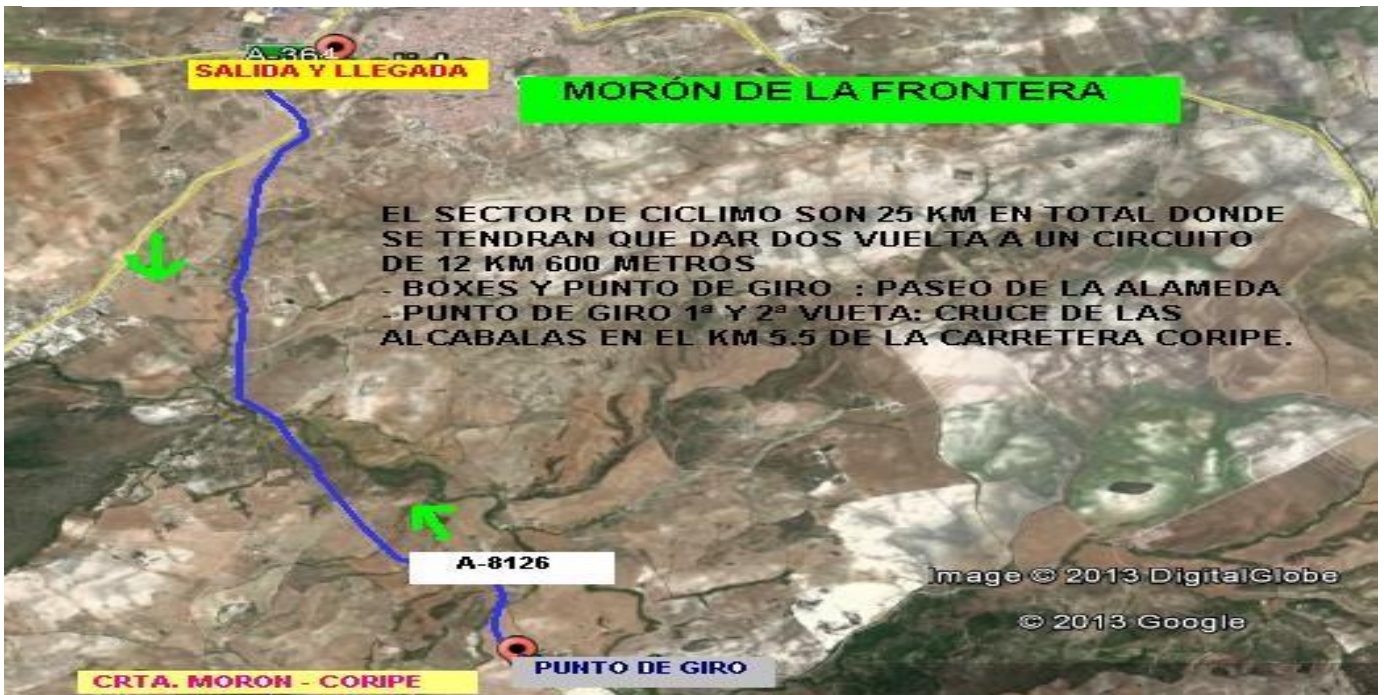 A-364
SALIDA Y LLEGADA
MORÓN DE LA FRONTERA
EL SECTOR DE CICLIMO SON 25 KM EN TOTAL DONDE
SE TENDRAN QUE DAR DOS VUELTA A UN CIRCUITO
DE 12 KM 600 METROS
- BOXES Y PUNTO DE GIRO : PASEO DE LA ALAMEDA
-PUNTO DE GIRO 1ª Y 2ª VUETA: CRUCE DE LAS
ALCABALAS EN EL KM 5.5 DE LA CARRETERA CORIPE.
A-8126
Image © 2013 DigitalGlobe
© 2013 Google
PUNTO DE GIRO
CRTA. MORON - CORIPE